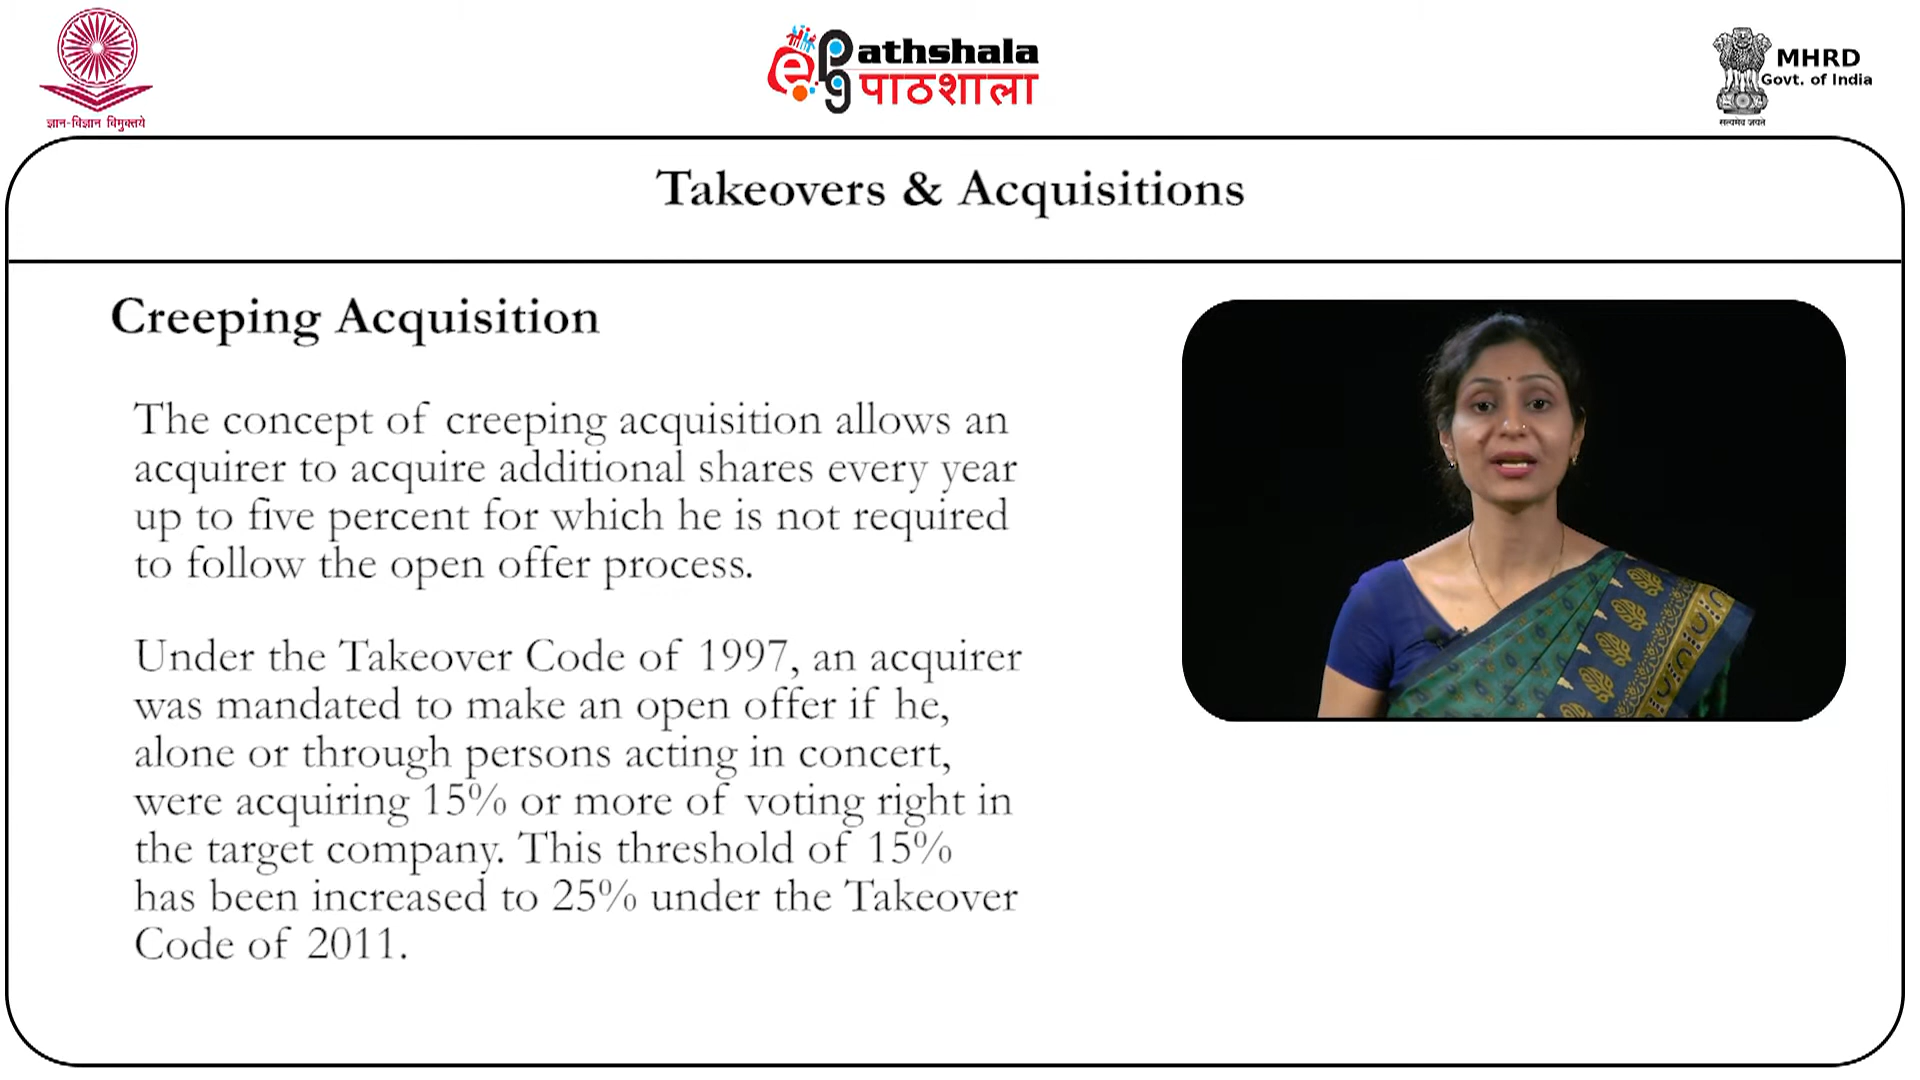 ज्ञान-विज्ञान विमुक्तये
ePgathshala
पाठशाला
MHRD
Govt. of India
सत्यमेव जयते
Takeovers & Acquisitions
Creeping Acquisition
The concept of creeping acquisition allows an
acquirer to acquire additional shares every year
up to five percent for which he is not required
to follow the open offer process.
Under the Takeover Code of 1997, an acquirer
was mandated to make an open offer if he,
alone or through persons acting in concert,
were acquiring 15% or more of voting right in
the target company. This threshold of 15%
has been increased to 25% under the Takeover
Code of 2011.